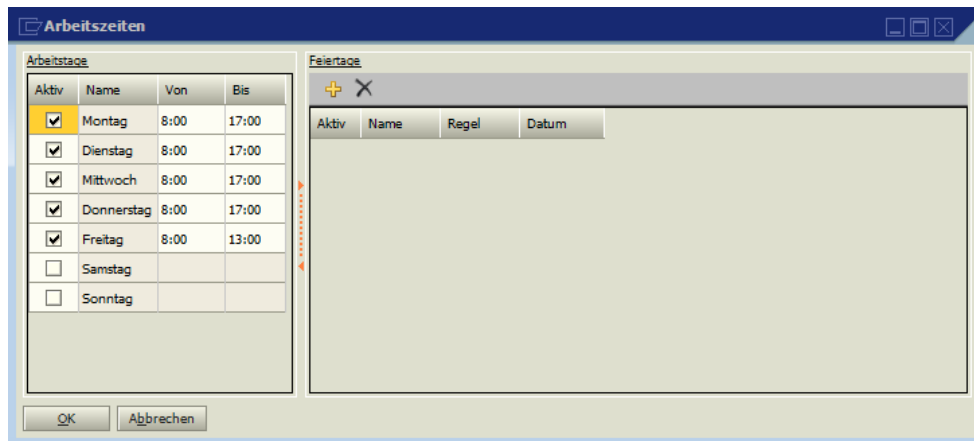 Arbeitszeiten
Arbeitstage
Aktiv Name Von Bis
Montag 8:00 17:00
Dienstag 8:00 17:00
Mittwoch 8:00 17:00
Donnerstag 8:00 17:00
Freitag 8:00 13:00
Samstag
Sonntag
Feiertage
Aktiv Name Regel Datum
OK Abbrechen